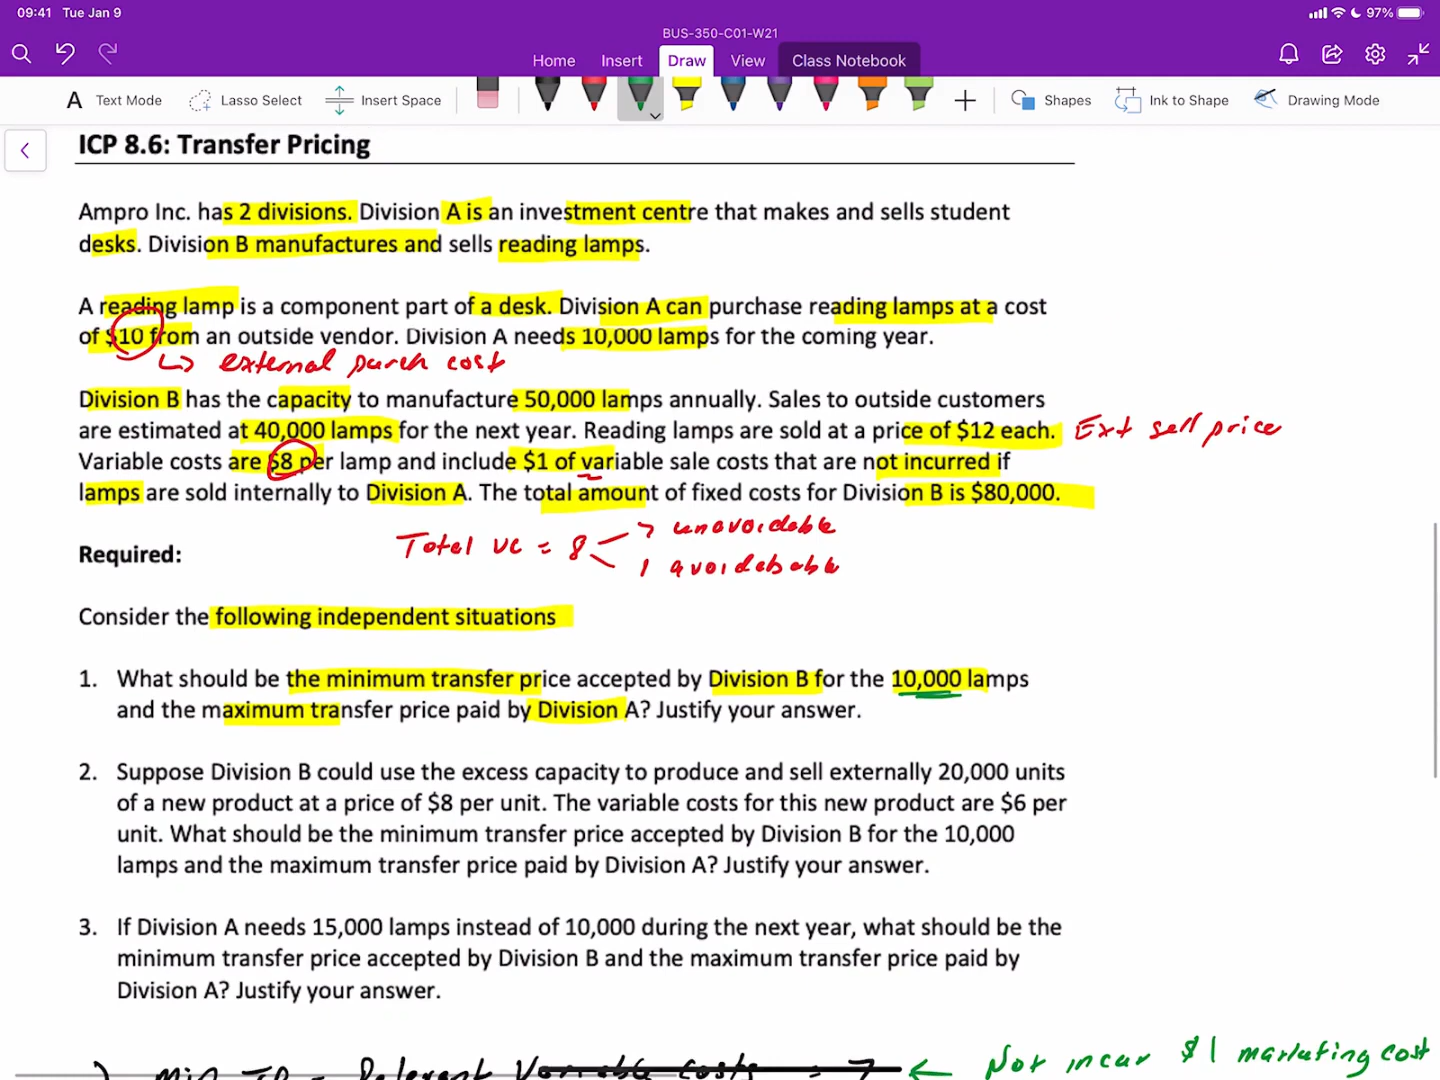 09:41 Tue Jan 9
97%
BUS-350-C01-W21
Home Insert Draw View Class Notebook
A Text Mode Lasso Select Insert Space Shapes Ink to Shape Drawing Mode
ICP 8.6: Transfer Pricing
Ampro Inc. has 2 divisions. Division A is an investment centre that makes and sells student
desks. Division B manufactures and sells reading lamps.
A reading lamp is a component part of a desk. Division A can purchase reading lamps at a cost
of $10 from an outside vendor. Division A needs 10,000 lamps for the coming year.
↳ external purch cost
Division B has the capacity to manufacture 50,000 lamps annually. Sales to outside customers
are estimated at 40,000 lamps for the next year. Reading lamps are sold at a price of $12 each. Ext sell price
Variable costs are $8 per lamp and include $1 of variable sale costs that are not incurred if
lamps are sold internally to Division A. The total amount of fixed costs for Division B is $80,000.
7 unavoidable
Total VC = 8
1 avoidabable
Required:
Consider the following independent situations
1. What should be the minimum transfer price accepted by Division B for the 10,000 lamps
and the maximum transfer price paid by Division A? Justify your answer.
2. Suppose Division B could use the excess capacity to produce and sell externally 20,000 units
of a new product at a price of $8 per unit. The variable costs for this new product are $6 per
unit. What should be the minimum transfer price accepted by Division B for the 10,000
lamps and the maximum transfer price paid by Division A? Justify your answer.
3. If Division A needs 15,000 lamps instead of 10,000 during the next year, what should be the
minimum transfer price accepted by Division B and the maximum transfer price paid by
Division A? Justify your answer.
) Min TP = Relevant Variable Costs = 7 ← Not incur $1 marketing cost